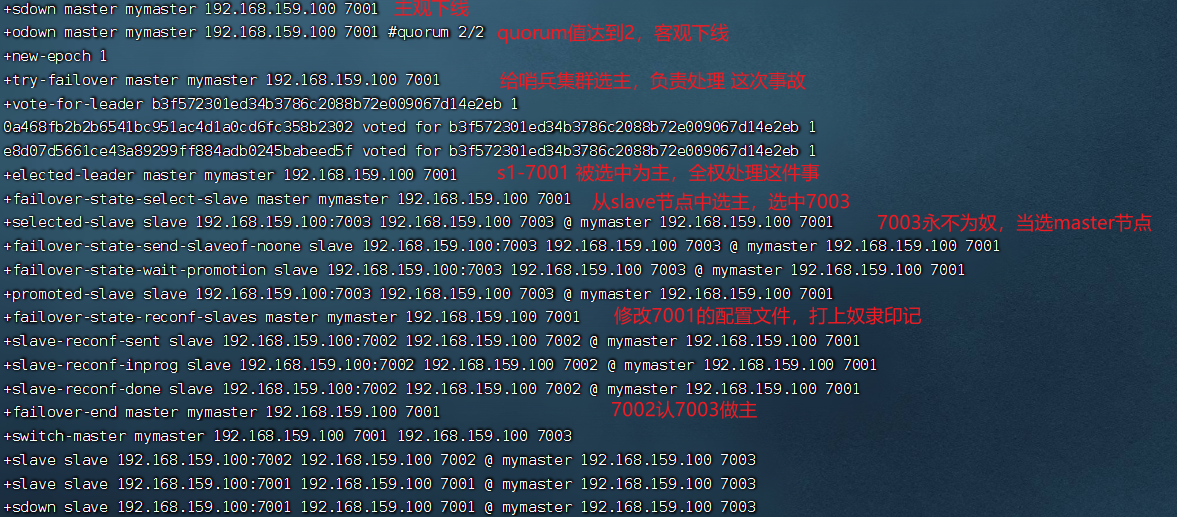 +sdown master mymaster 192.168.159.100 7001 主观下线
+odown master mymaster 192.168.159.100 7001 #quorum 2/2 quorum值达到2，客观下线
+new-epoch 1
+try-failover master mymaster 192.168.159.100 7001 给哨兵集群选主，负责处理 这次事故
+vote-for-leader b3f572301ed34b3786c2088b72e009067d14e2eb 1
0a468fb2b2b6541bc951ac4d1a0cd6fc358b2302 voted for b3f572301ed34b3786c2088b72e009067d14e2eb 1
e8d07d5661ce43a89299ff884adb0245babeed5f voted for b3f572301ed34b3786c2088b72e009067d14e2eb 1
+elected-leader master mymaster 192.168.159.100 7001 s1-7001 被选中为主，全权处理这件事
+failover-state-select-slave master mymaster 192.168.159.100 7001 从slave节点中选主，选中7003
+selected-slave slave 192.168.159.100:7003 192.168.159.100 7003 @ mymaster 192.168.159.100 7001 7003永不为奴，当选master节点
+failover-state-send-slaveof-noone slave 192.168.159.100:7003 192.168.159.100 7003 @ mymaster 192.168.159.100 7001
+failover-state-wait-promotion slave 192.168.159.100:7003 192.168.159.100 7003 @ mymaster 192.168.159.100 7001
+promoted-slave slave 192.168.159.100:7003 192.168.159.100 7003 @ mymaster 192.168.159.100 7001
+failover-state-reconf-slaves master mymaster 192.168.159.100 7001 修改7001的配置文件，打上奴隶印记
+slave-reconf-sent slave 192.168.159.100:7002 192.168.159.100 7002 @ mymaster 192.168.159.100 7001
+slave-reconf-inprog slave 192.168.159.100:7002 192.168.159.100 7002 @ mymaster 192.168.159.100 7001
+slave-reconf-done slave 192.168.159.100:7002 192.168.159.100 7002 @ mymaster 192.168.159.100 7001
+failover-end master mymaster 192.168.159.100 7001 7002认7003做主
+switch-master mymaster 192.168.159.100 7001 192.168.159.100 7003
+slave slave 192.168.159.100:7002 192.168.159.100 7002 @ mymaster 192.168.159.100 7003
+slave slave 192.168.159.100:7001 192.168.159.100 7001 @ mymaster 192.168.159.100 7003
+sdown slave 192.168.159.100:7001 192.168.159.100 7001 @ mymaster 192.168.159.100 7003